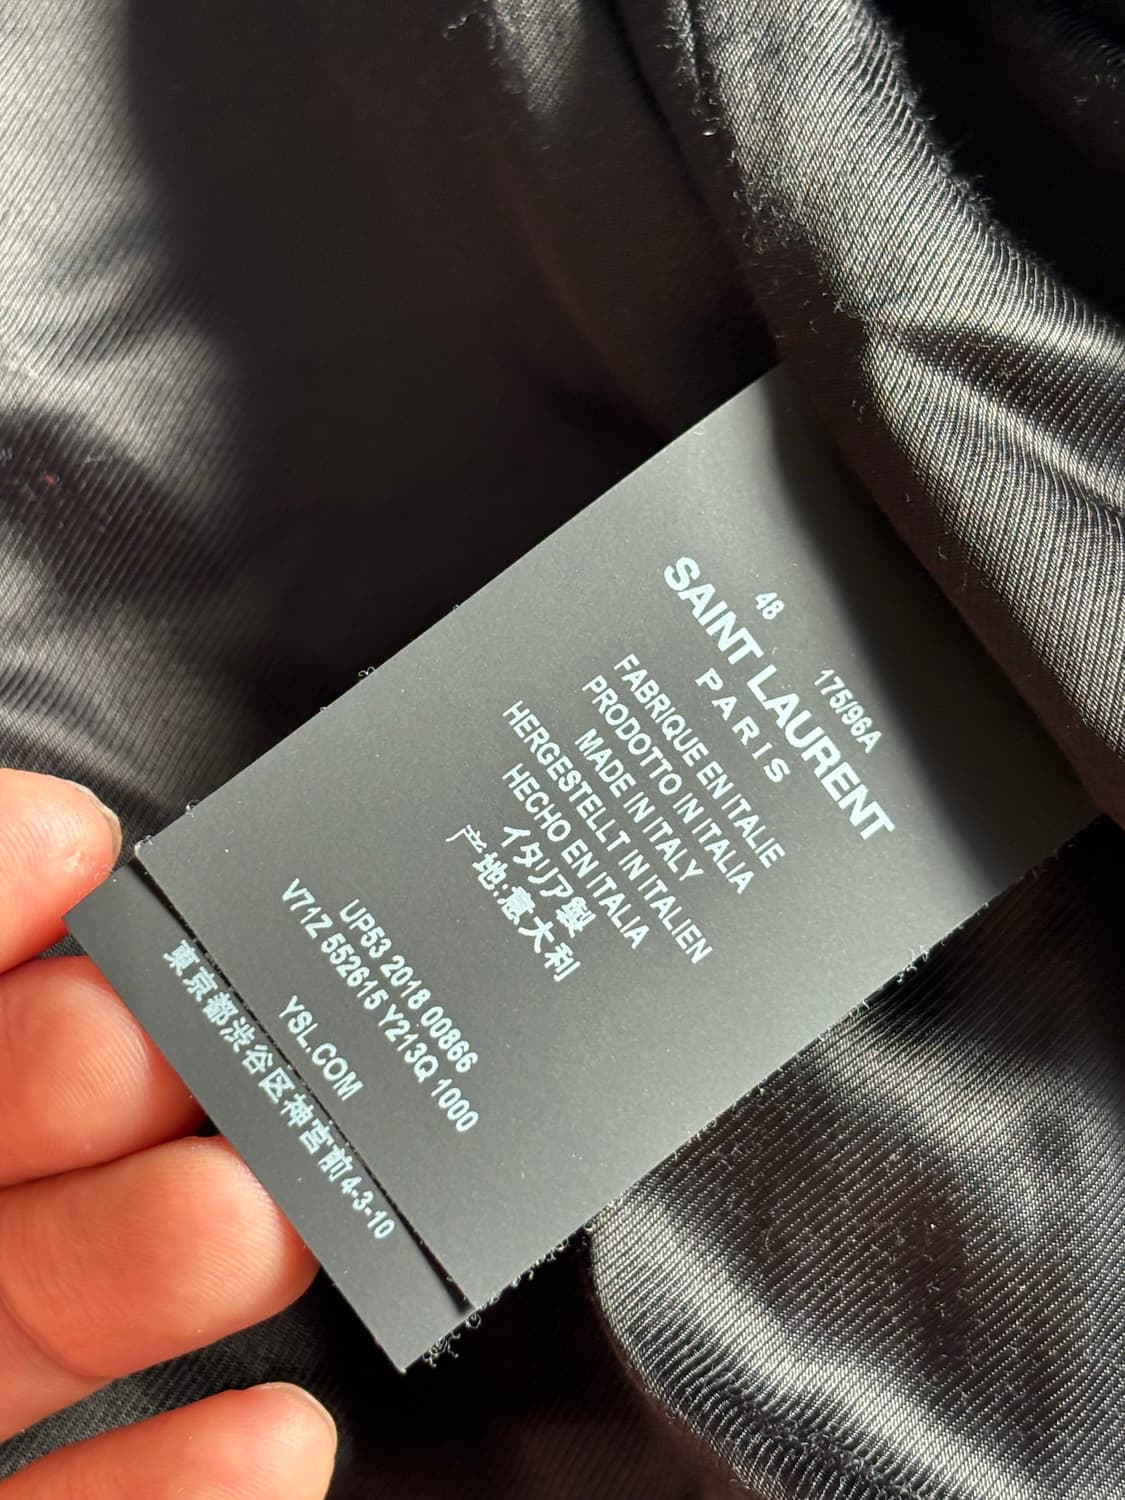 48 175/96A
SAINT LAURENT
PARIS
FABRIQUE EN ITALIE
PRODOTTO IN ITALIA
MADE IN ITALY
HERGESTELLT IN ITALIEN
HECHO EN ITALIA
イタリア製
产地:意大利
UP53 2018 00866
V71Z 552615 Y213Q 1000
YSL.COM
東京都渋谷区神宮前4-3-10